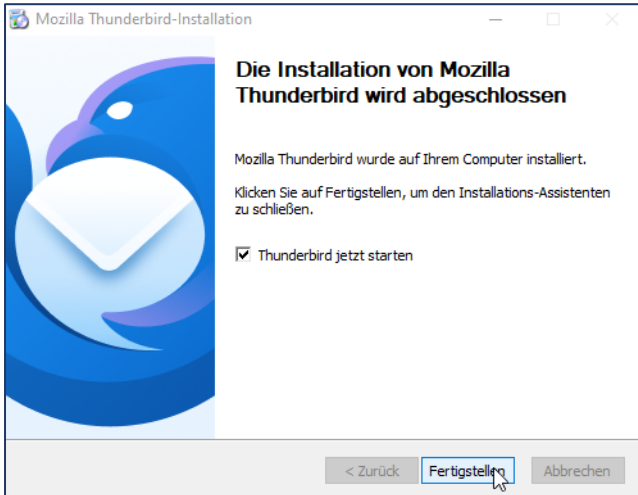 Mozilla Thunderbird-Installation
Die Installation von Mozilla
Thunderbird wird abgeschlossen
Mozilla Thunderbird wurde auf Ihrem Computer installiert.
Klicken Sie auf Fertigstellen, um den Installations-Assistenten
zu schließen.
Thunderbird jetzt starten
< Zurück Fertigstellen Abbrechen